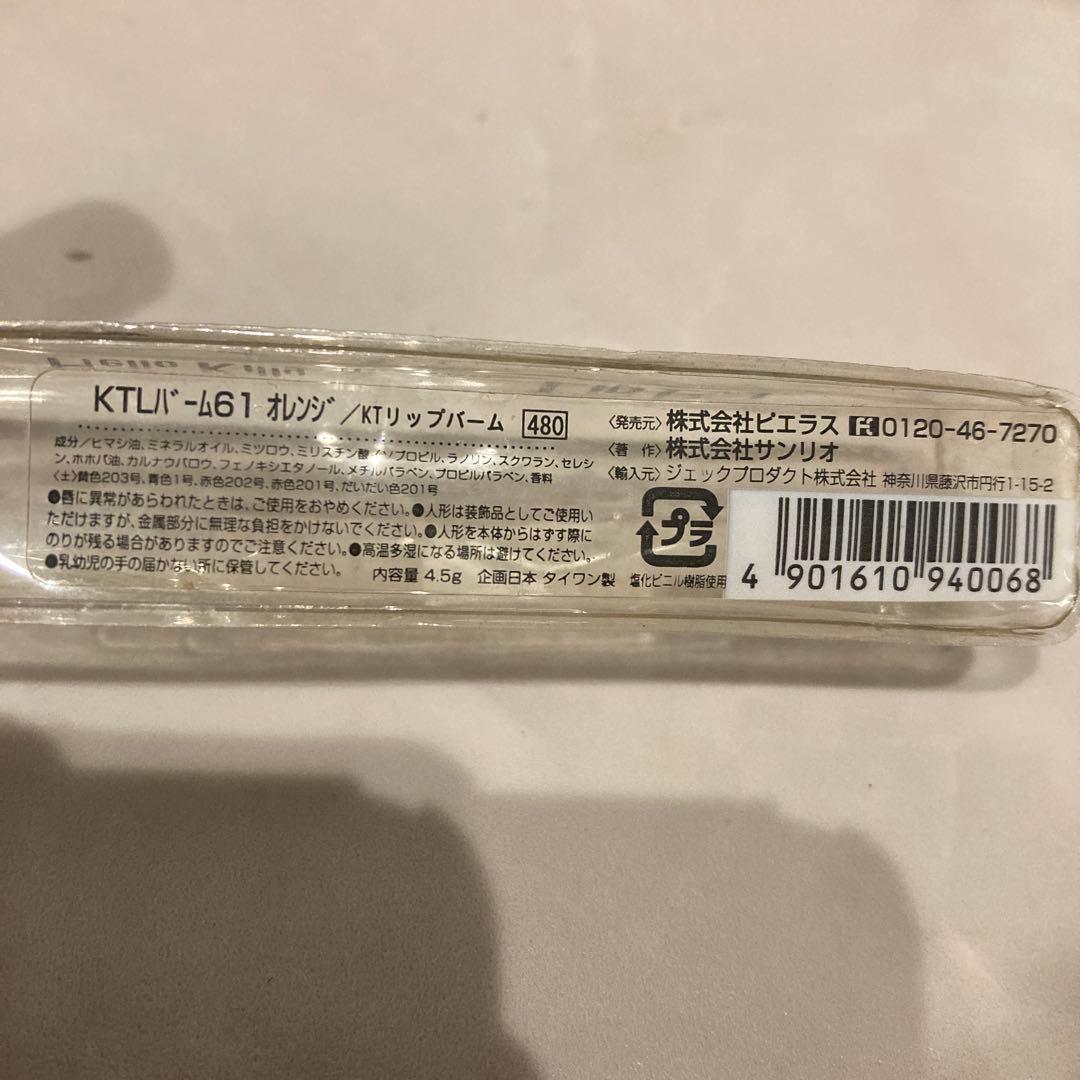 Hello Kitty
KTLﾊﾞｰﾑ61 ｵﾚﾝｼﾞ/KTリップバーム 480
成分/ヒマシ油、ミネラルオイル、ミツロウ、ミリスチン酸イソプロピル、ラノリン、スクワラン、セレシ
ン、ホホバ油、カルナウバロウ、フェノキシエタノール、メチルパラベン、プロピルパラベン、香料
〈±〉黄色203号、青色1号、赤色202号、赤色201号、だいだい色201号
●唇に異常があらわれたときは、ご使用をおやめください。●人形は装飾品としてご使用い
ただけますが、金属部分に無理な負担をかけないでください。●人形を本体からはずす際に
のりが残る場合がありますのでご注意ください。●高温多湿になる場所は避けてください。
●乳幼児の手の届かない所に保管してください。 内容量 4.5g 企画日本 タイワン製 塩化ビニル樹脂使用
〈発売元〉株式会社ピエラス 0120-46-7270
〈著 作〉株式会社サンリオ
〈輸入元〉ジェックプロダクト株式会社 神奈川県藤沢市円行1-15-2
プラ
4 901610 940068